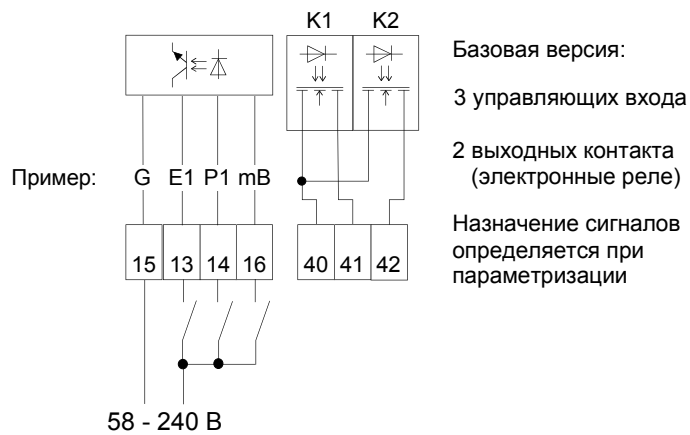 K1 K2
Базовая версия:
3 управляющих входа
2 выходных контакта
(электронные реле)
Пример: G E1 P1 mB
Назначение сигналов
определяется при
параметризации
15 13 14 16 40 41 42
58 - 240 В